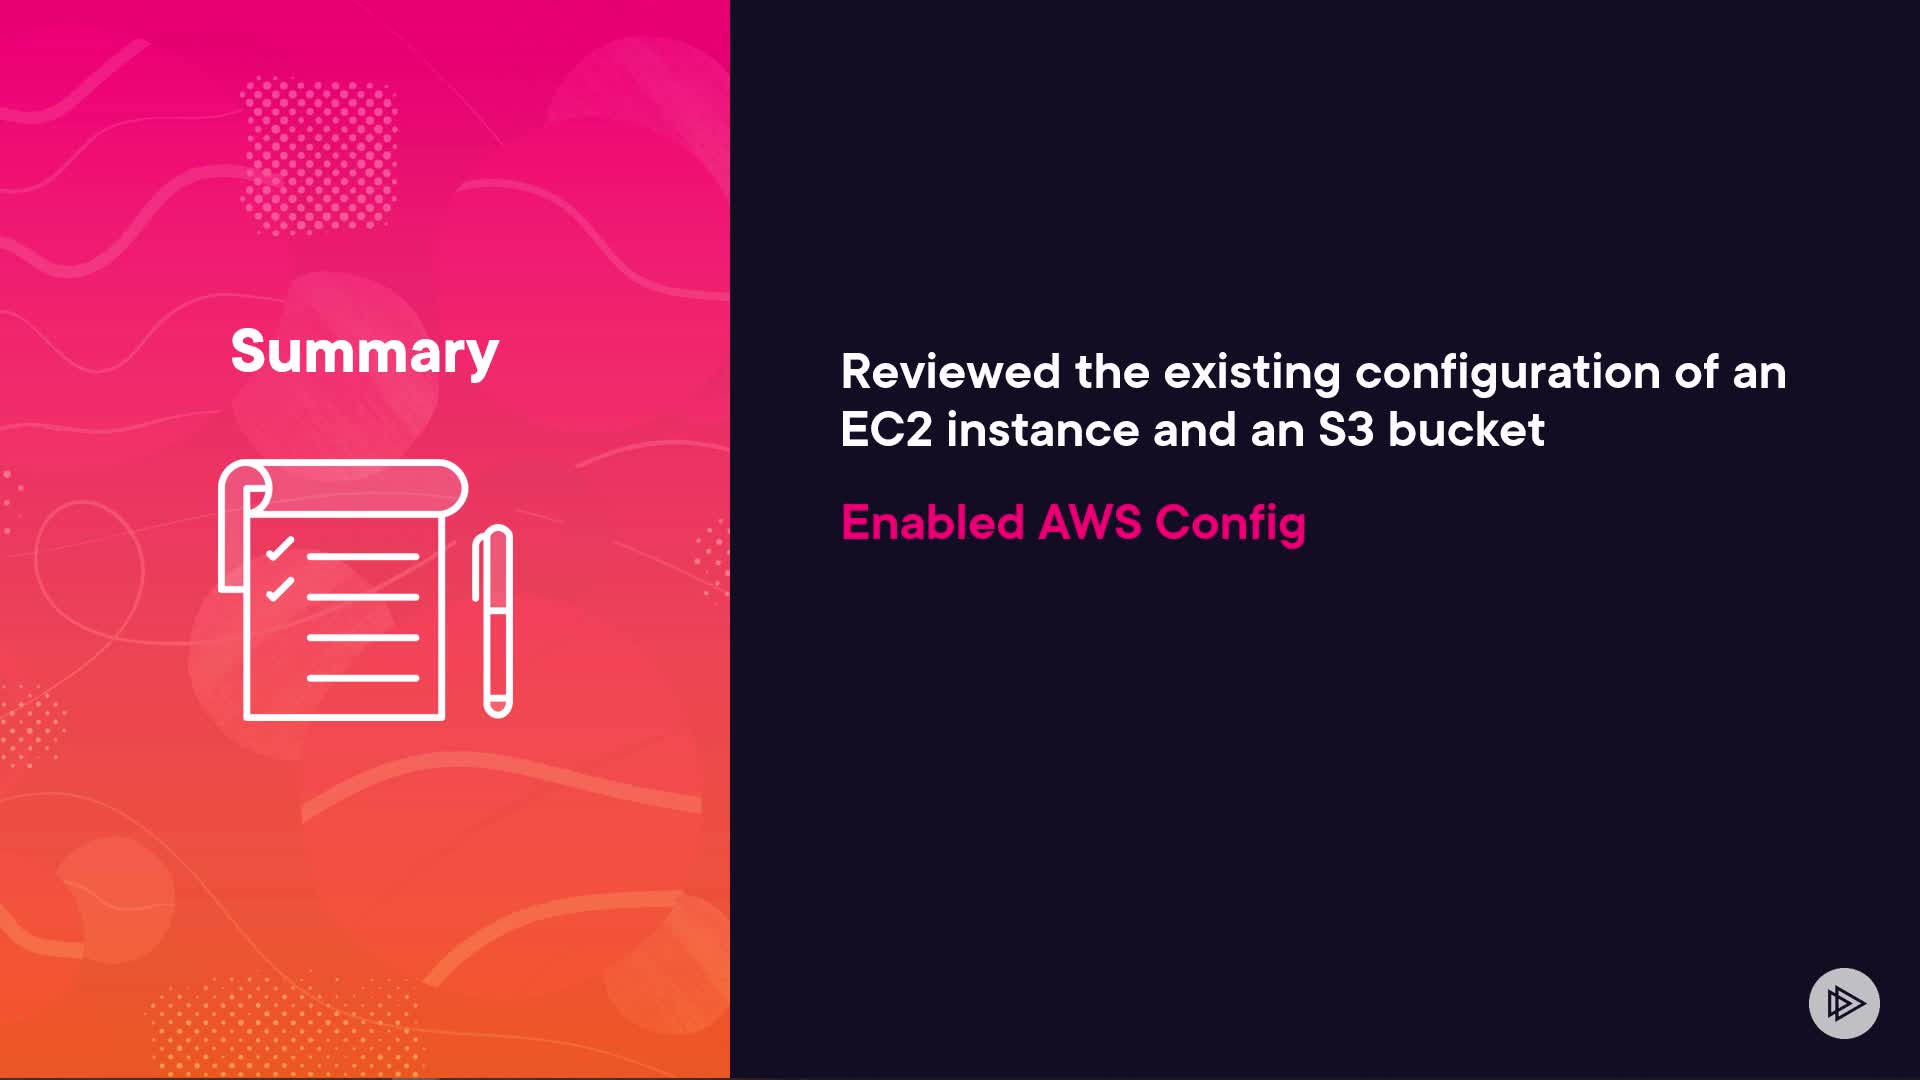 Summary
Reviewed the existing configuration of an
EC2 instance and an S3 bucket
Enabled AWS Config